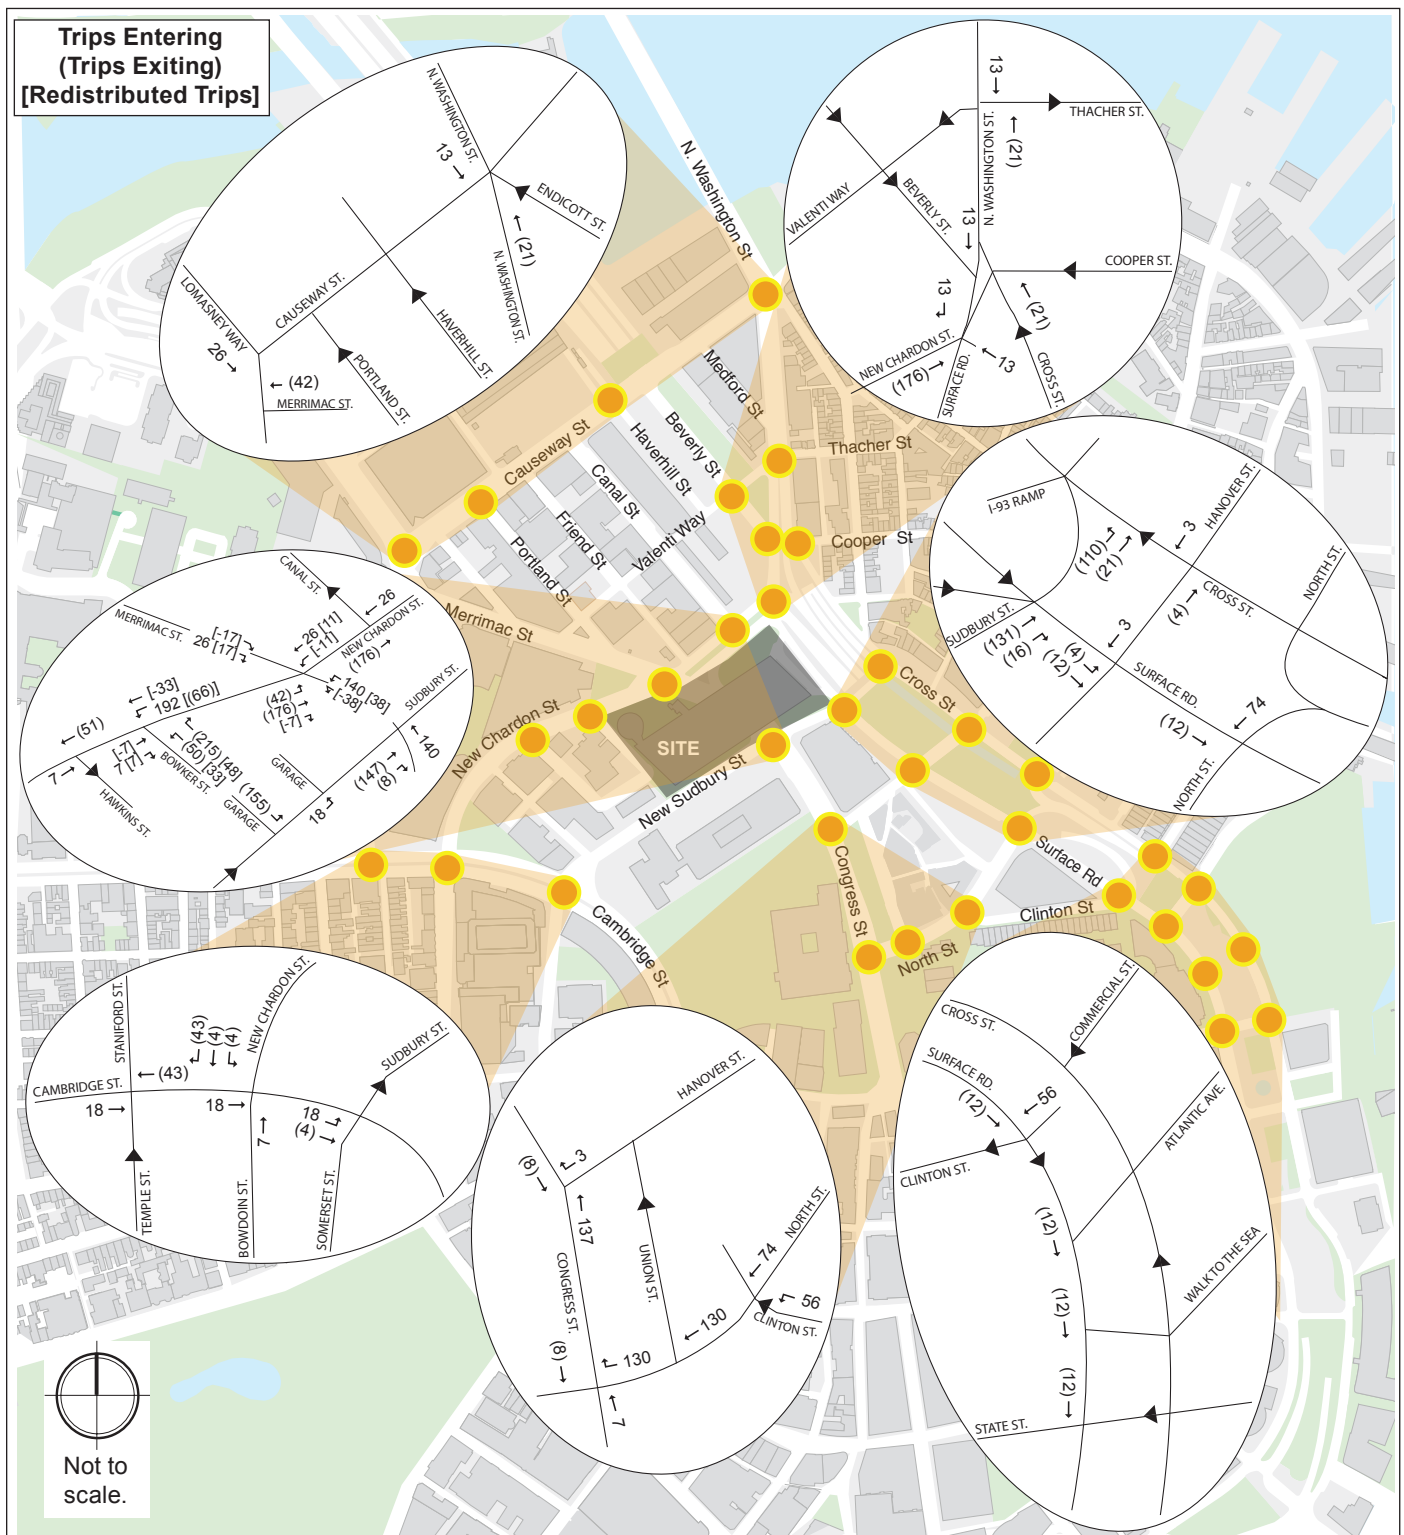 Trips Entering
(Trips Exiting)
[Redistributed Trips]
N. WASHINGTON ST.
13
ENDICOTT ST.
(21)
N. WASHINGTON ST.
CAUSEWAY ST.
LOMASNEY WAY
26
HAVERHILL ST.
PORTLAND ST.
(42)
MERRIMAC ST.
13
THACHER ST.
(21)
N. WASHINGTON ST.
VALENTI WAY
BEVERLY ST.
13
COOPER ST.
13
(21)
NEW CHARDON ST.
(176)
13
SURFACE RD.
CROSS ST.
N. Washington St
Medford St
Thacher St
Beverly St
Haverhill St
Causeway St
Canal St
Friend St
Valenti Way
Portland St
Cooper St
Merrimac St
Cross St
New Chardon St
SITE
New Sudbury St
Congress St
Surface Rd
Clinton St
North St
Cambridge St
I-93 RAMP
HANOVER ST.
3
(110)
(21)
NORTH ST.
CROSS ST.
(4)
SUDBURY ST.
(131)
(16)
(12)
(4)
3
SURFACE RD.
(12)
74
NORTH ST.
CANAL ST.
26
MERRIMAC ST.
[-17]
26 [17]
26 [11]
[-1]
NEW CHARDON ST.
(176)
SUDBURY ST.
[-33]
192 [(66)]
(42)
(176)
[-7]
140 [38]
[-38]
(51)
[-7]
7 [7]
(215) [48]
(50) [33]
BOWKER ST.
7
HAWKINS ST.
GARAGE
(155)
GARAGE
18
(147)
(8)
140
STANIFORD ST.
(43)
(4)
(4)
NEW CHARDON ST.
SUDBURY ST.
CAMBRIDGE ST.
(43)
18
18
18
(4)
7
TEMPLE ST.
BOWDOIN ST.
SOMERSET ST.
HANOVER ST.
3
(8)
137
NORTH ST.
CONGRESS ST.
UNION ST.
74
56
CLINTON ST.
130
130
(8)
7
COMMERCIAL ST.
CROSS ST.
SURFACE RD.
(12)
56
ATLANTIC AVE.
CLINTON ST.
(12)
WALK TO THE SEA
(12)
(12)
STATE ST.
Not to
scale.